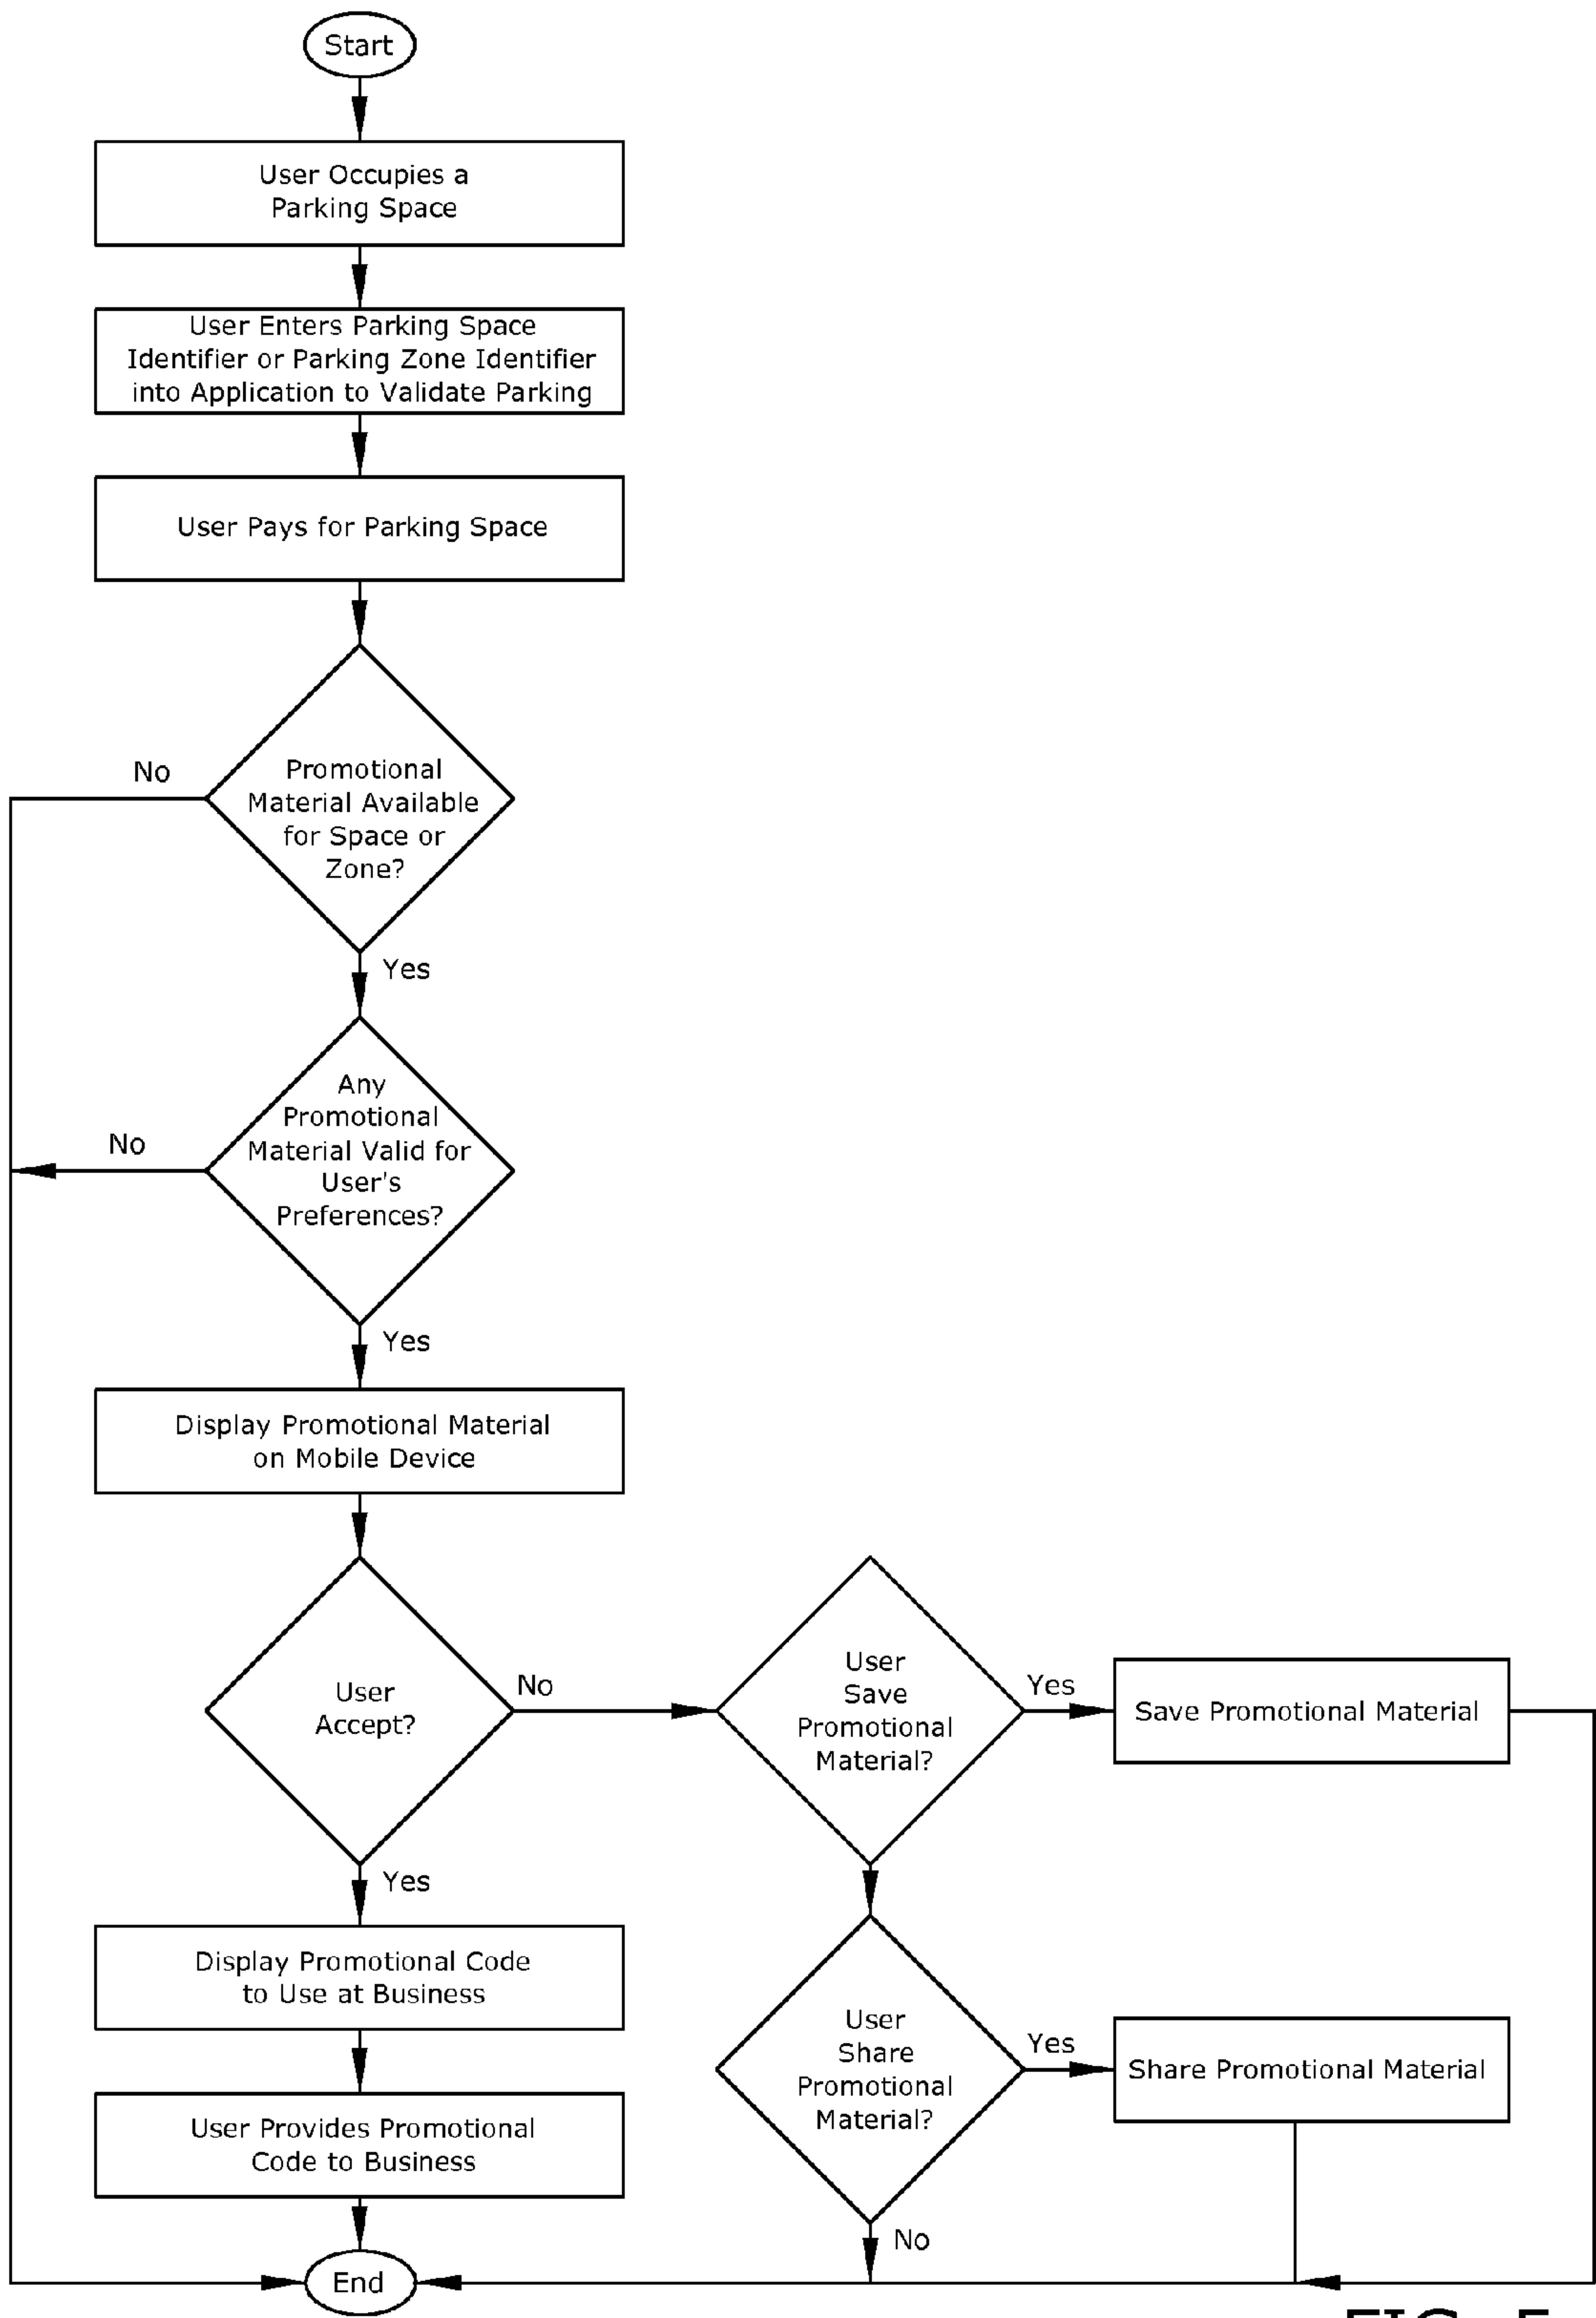 Start
User Occupies a
Parking Space
User Enters Parking Space
Identifier or Parking Zone Identifier
into Application to Validate Parking
User Pays for Parking Space
No
Promotional
Material Available
for Space or
Zone?
Yes
Any
Promotional
Material Valid for
User's
Preferences?
No
Yes
Display Promotional Material
on Mobile Device
User
Accept?
No
User
Save
Promotional
Material?
Yes
Save Promotional Material
Yes
Display Promotional Code
to Use at Business
User
Share
Promotional
Material?
Yes
Share Promotional Material
User Provides Promotional
Code to Business
No
End